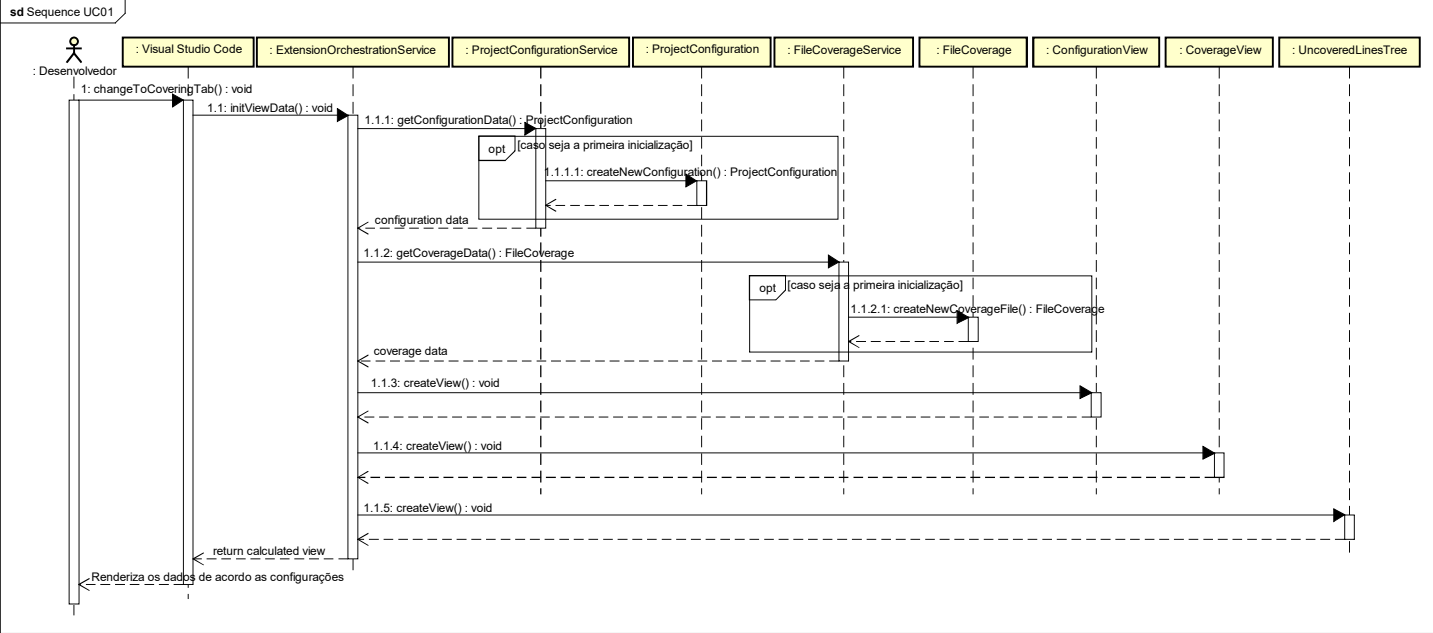 sd Sequence UC01
: Desenvolvedor
: Visual Studio Code
: ExtensionOrchestrationService
: ProjectConfigurationService
: ProjectConfiguration
: FileCoverageService
: FileCoverage
: ConfigurationView
: CoverageView
: UncoveredLinesTree
1: changeToCoveringTab() : void
1.1: initViewData() : void
1.1.1: getConfigurationData() : ProjectConfiguration
opt
[caso seja a primeira inicialização]
1.1.1.1: createNewConfiguration() : ProjectConfiguration
configuration data
1.1.2: getCoverageData() : FileCoverage
opt
[caso seja a primeira inicialização]
1.1.2.1: createNewCoverageFile() : FileCoverage
coverage data
1.1.3: createView() : void
1.1.4: createView() : void
1.1.5: createView() : void
return calculated view
Renderiza os dados de acordo as configurações